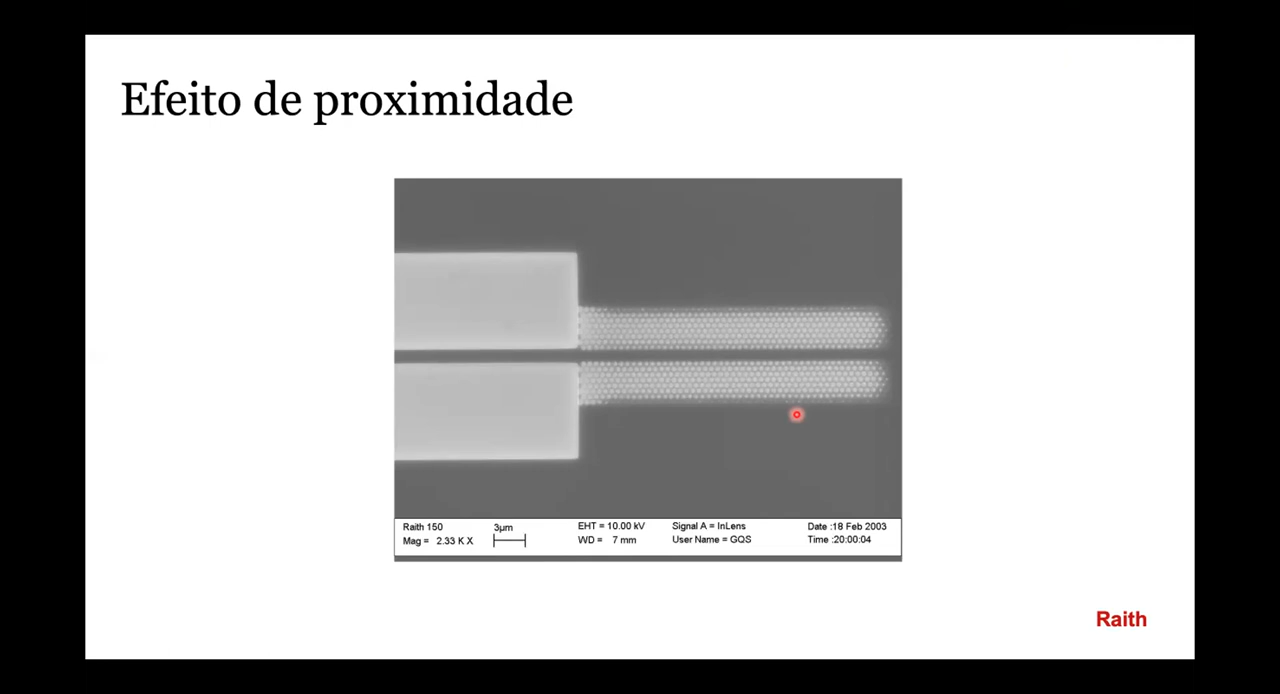 Efeito de proximidade
Raith 150 3µm EHT = 10.00 kV Signal A = InLens Date :18 Feb 2003
Mag = 2.33 K X WD = 7 mm User Name = GQS Time :20:00:04
Raith